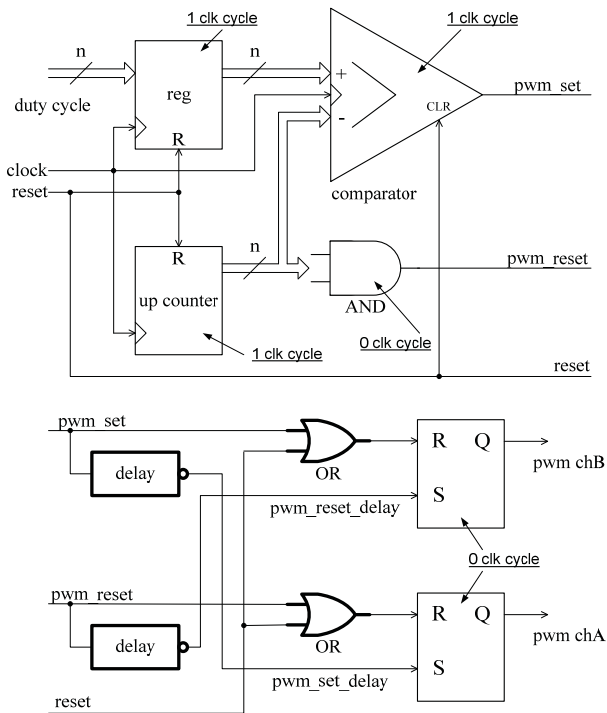 1 clk cycle
1 clk cycle
n
n
reg
+
pwm_set
duty cycle
CLR
-
R
clock
reset
comparator
R
n
pwm_reset
up counter
AND
0 clk cycle
1 clk cycle
reset
pwm_set
R
Q
pwm chB
delay
OR
S
pwm_reset_delay
0 clk cycle
pwm_reset
R
Q
pwm chA
delay
OR
S
pwm_set_delay
reset